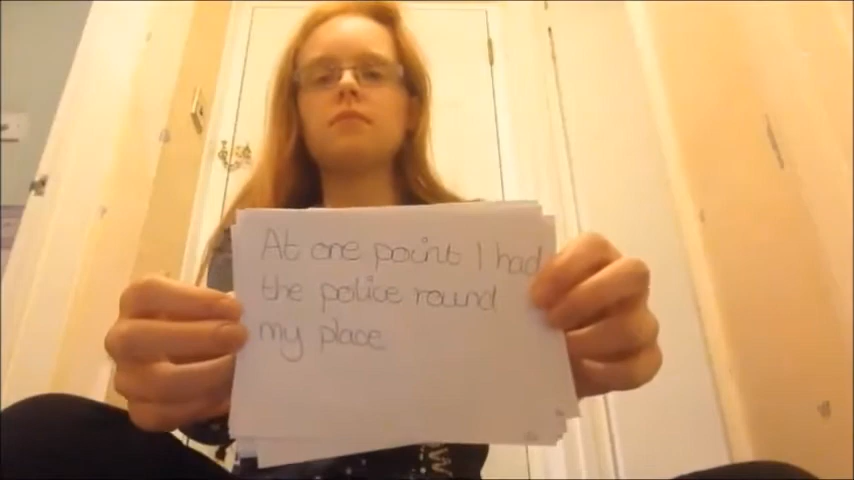 At one point I had
the police round
my place